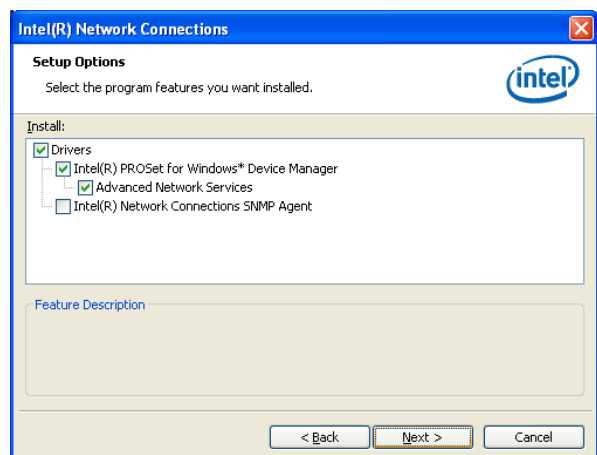 Intel(R) Network Connections
Setup Options
Select the program features you want installed.
intel
Install:
Drivers
Intel(R) PROSet for Windows* Device Manager
Advanced Network Services
Intel(R) Network Connections SNMP Agent
Feature Description
< Back Next > Cancel